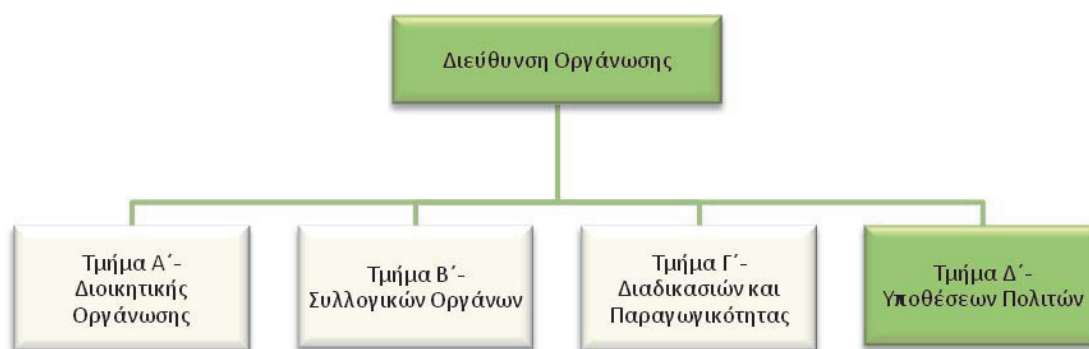 Διεύθυνση Οργάνωσης
Τμήμα Α΄-
Διοικητικής
Οργάνωσης
Τμήμα Β΄-
Συλλογικών Οργάνων
Τμήμα Γ΄-
Διαδικασιών και
Παραγωγικότητας
Τμήμα Δ΄-
Υποθέσεων Πολιτών